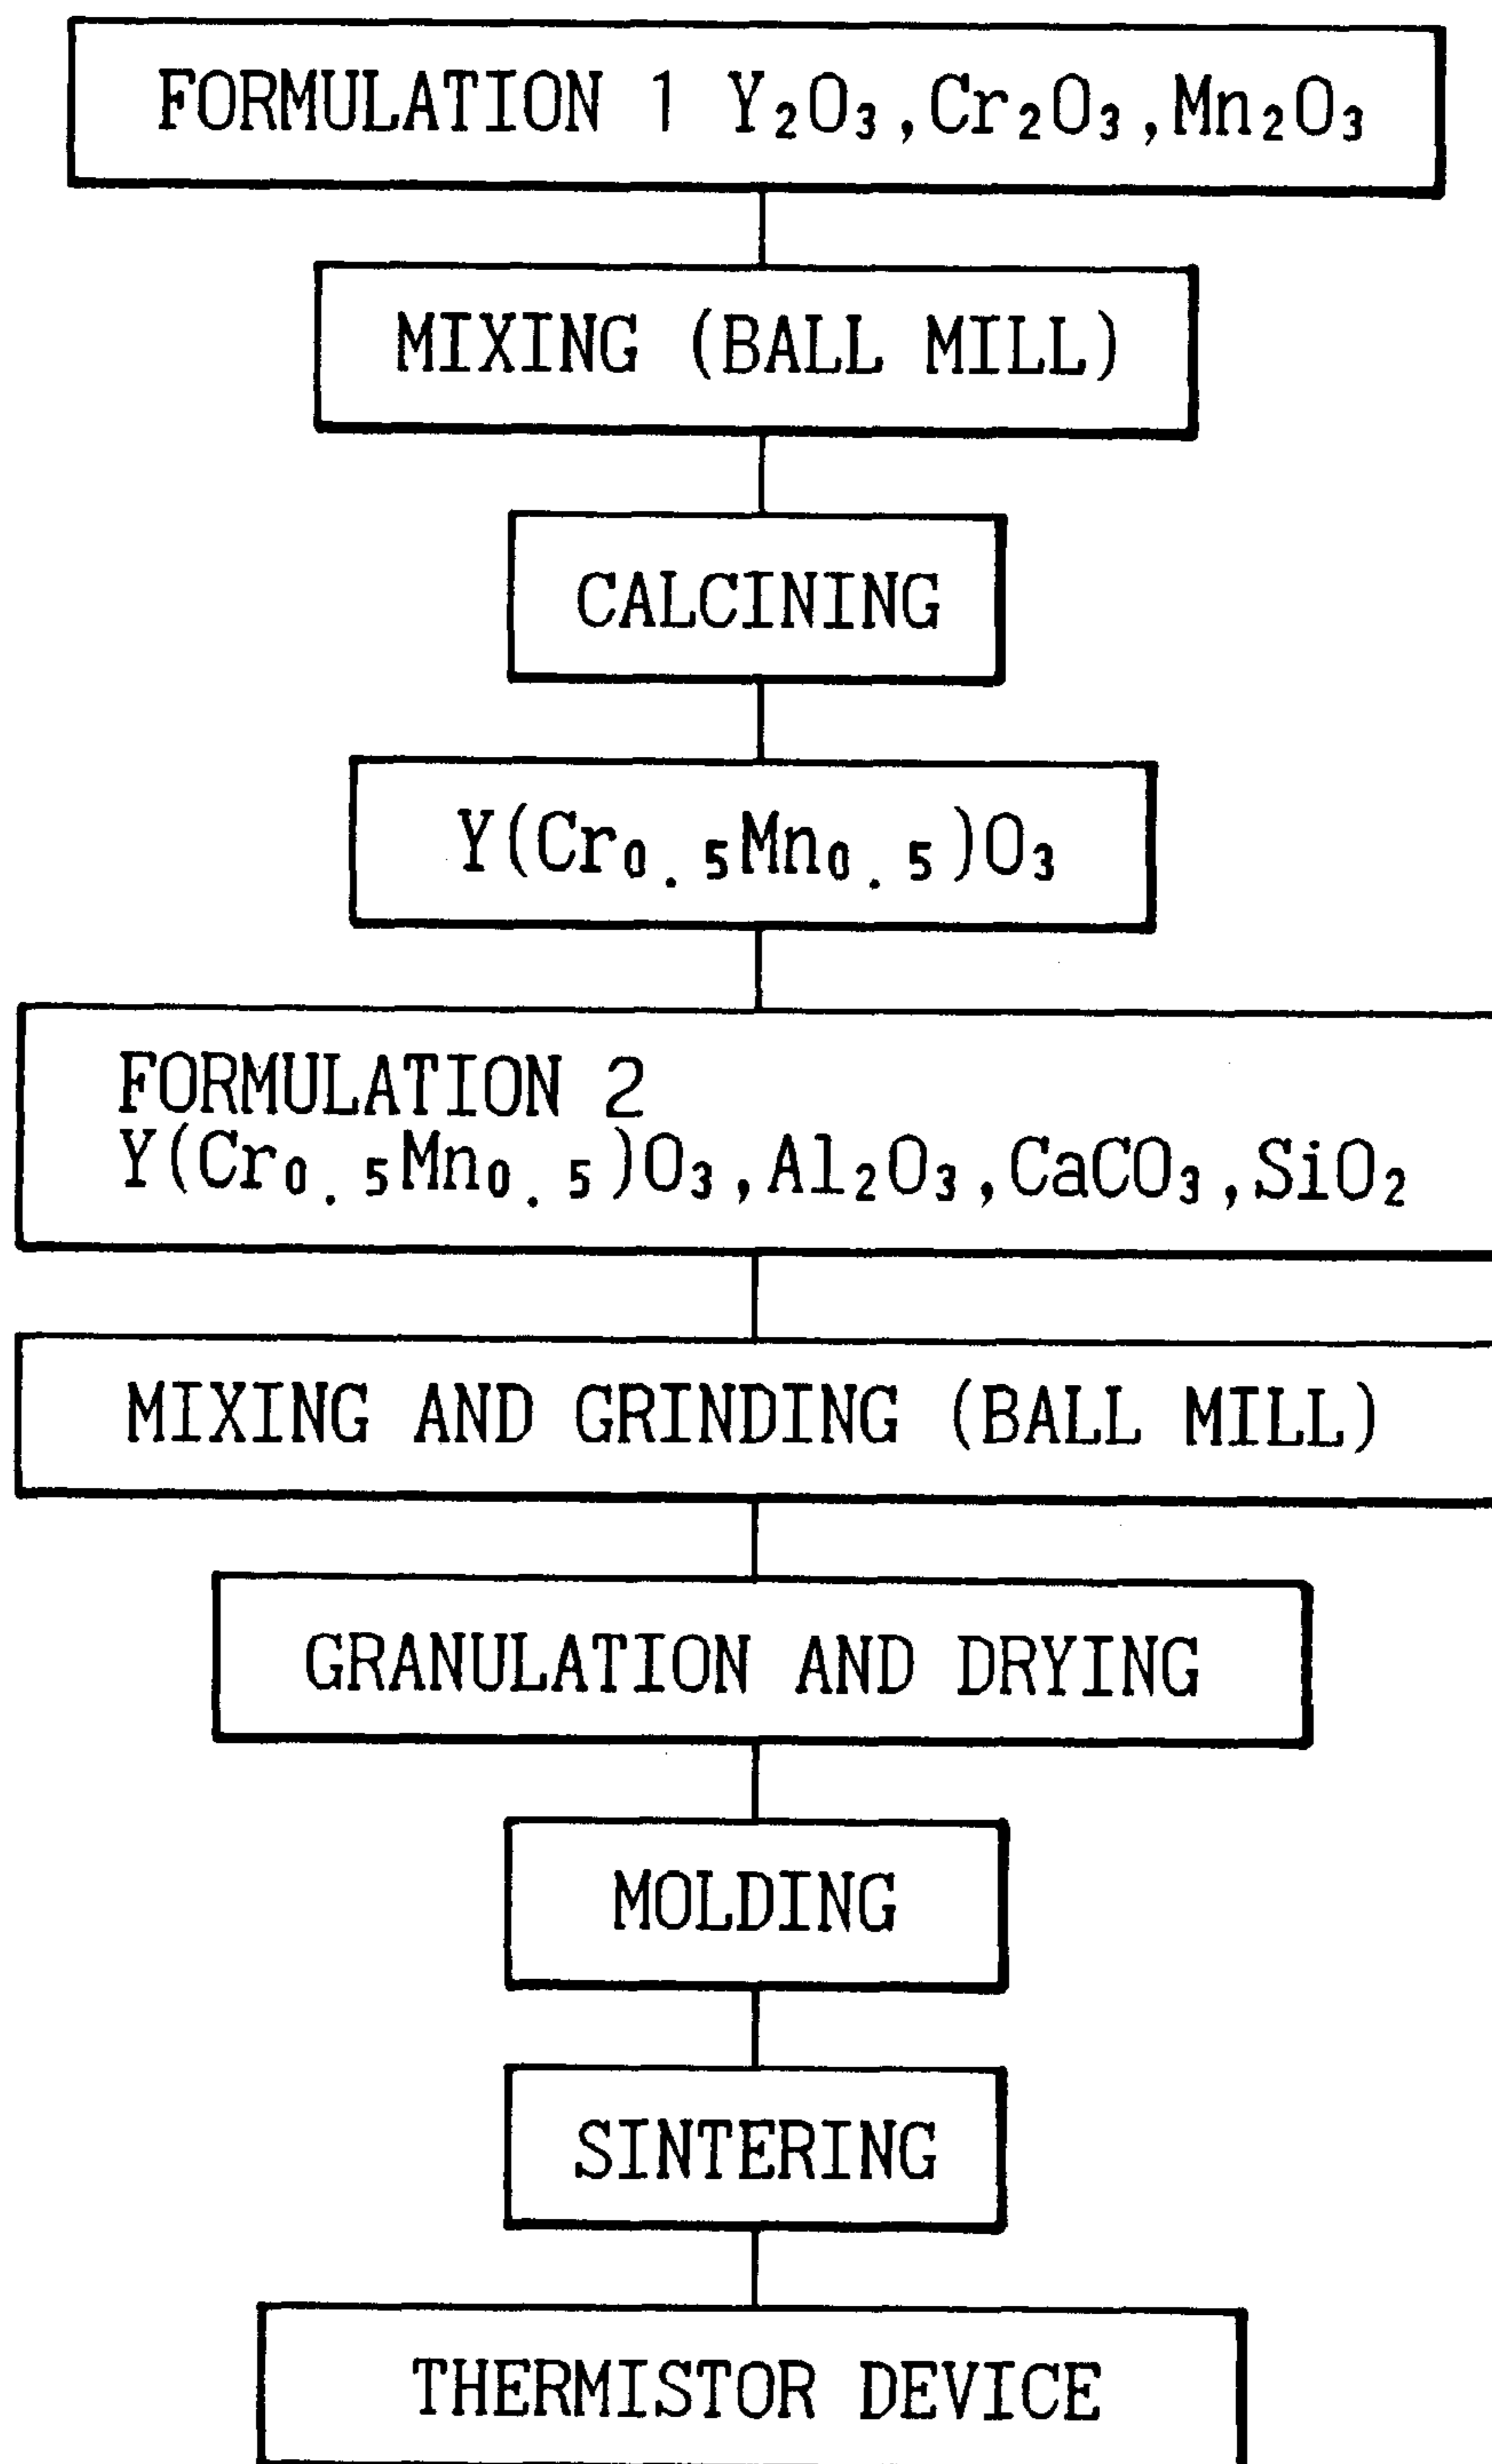 FORMULATION 1 Y₂O₃,Cr₂O₃,Mn₂O₃
MIXING (BALL MILL)
CALCINING
Y(Cr₀.₅Mn₀.₅)O₃
FORMULATION 2
Y(Cr₀.₅Mn₀.₅)O₃,Al₂O₃,CaCO₃,SiO₂
MIXING AND GRINDING (BALL MILL)
GRANULATION AND DRYING
MOLDING
SINTERING
THERMISTOR DEVICE